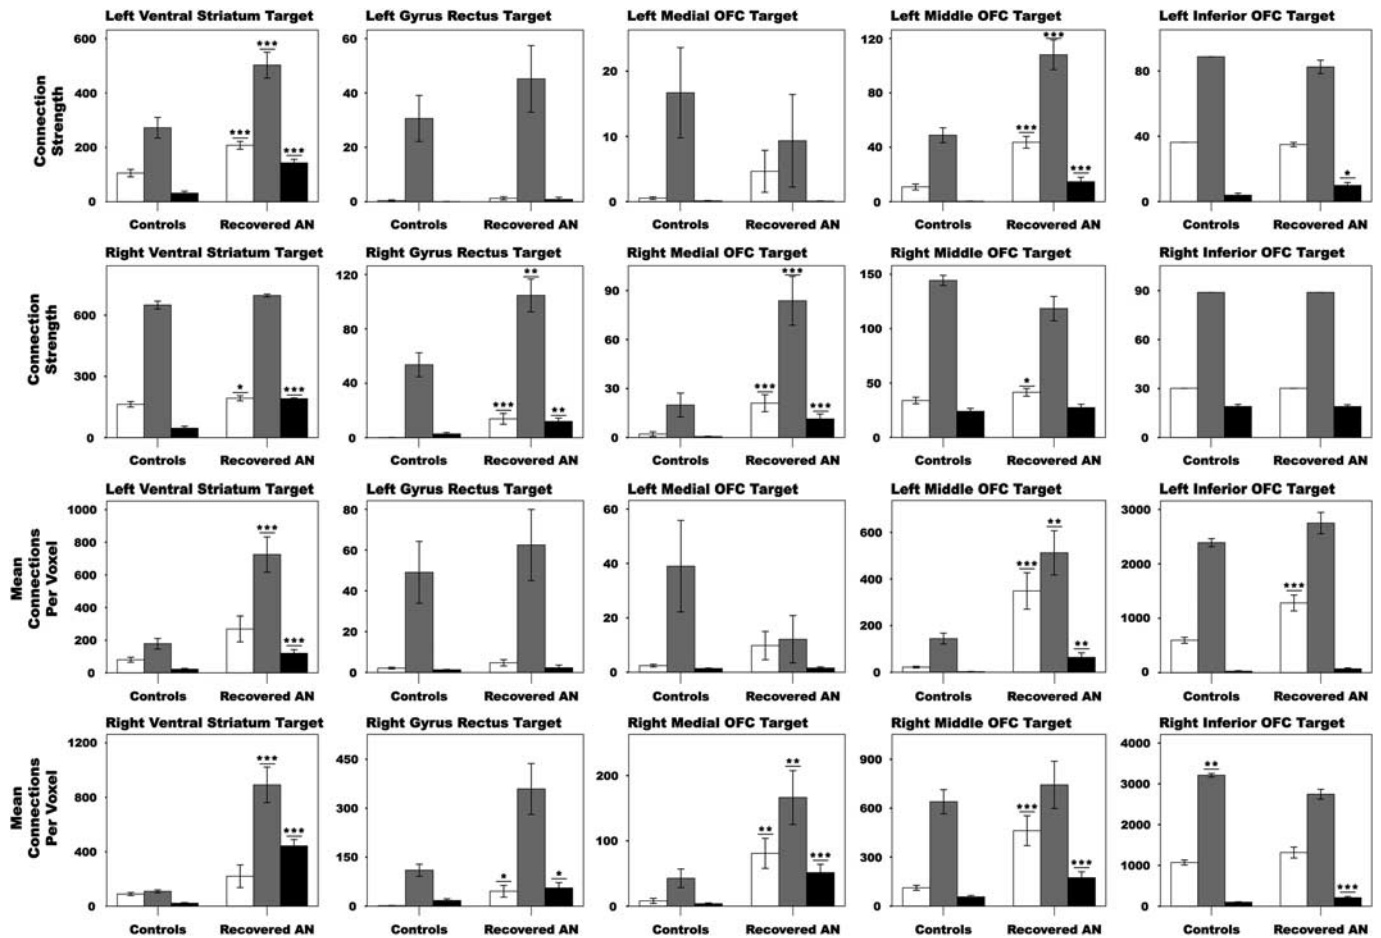 Left Ventral Striatum Target Left Gyrus Rectus Target Left Medial OFC Target Left Middle OFC Target Left Inferior OFC Target
Connection
Strength
600 400 200 0
60 40 20 0
20 10 0
120 80 40 0
80 40 0
*** *** *** *** *** *** *
Controls Recovered AN Controls Recovered AN Controls Recovered AN Controls Recovered AN Controls Recovered AN
Right Ventral Striatum Target Right Gyrus Rectus Target Right Medial OFC Target Right Middle OFC Target Right Inferior OFC Target
Connection
Strength
600 300 0
120 80 40 0
90 60 30 0
150 100 50 0
90 60 30 0
* *** *** ** ** *** *** *** *
Controls Recovered AN Controls Recovered AN Controls Recovered AN Controls Recovered AN Controls Recovered AN
Left Ventral Striatum Target Left Gyrus Rectus Target Left Medial OFC Target Left Middle OFC Target Left Inferior OFC Target
Mean
Connections
Per Voxel
1000 800 600 400 200 0
80 60 40 20 0
60 40 20 0
600 400 200 0
3000 2000 1000 0
*** *** *** ** ** ***
Controls Recovered AN Controls Recovered AN Controls Recovered AN Controls Recovered AN Controls Recovered AN
Right Ventral Striatum Target Right Gyrus Rectus Target Right Medial OFC Target Right Middle OFC Target Right Inferior OFC Target
Mean
Connections
Per Voxel
1200 800 400 0
450 300 150 0
200 100 0
900 600 300 0
4000 3000 2000 1000 0
*** *** * * ** ** *** *** *** ** ***
Controls Recovered AN Controls Recovered AN Controls Recovered AN Controls Recovered AN Controls Recovered AN